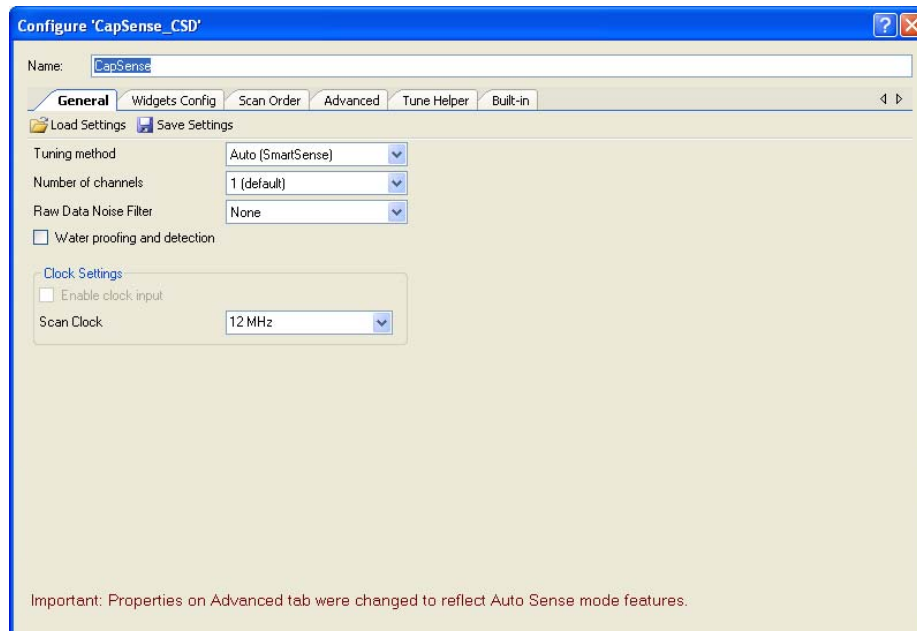 Configure 'CapSense_CSD'
Name: CapSense
General Widgets Config Scan Order Advanced Tune Helper Built-in
Load Settings Save Settings
Tuning method Auto (SmartSense)
Number of channels 1 (default)
Raw Data Noise Filter None
Water proofing and detection
Clock Settings
Enable clock input
Scan Clock 12 MHz
Important: Properties on Advanced tab were changed to reflect Auto Sense mode features.